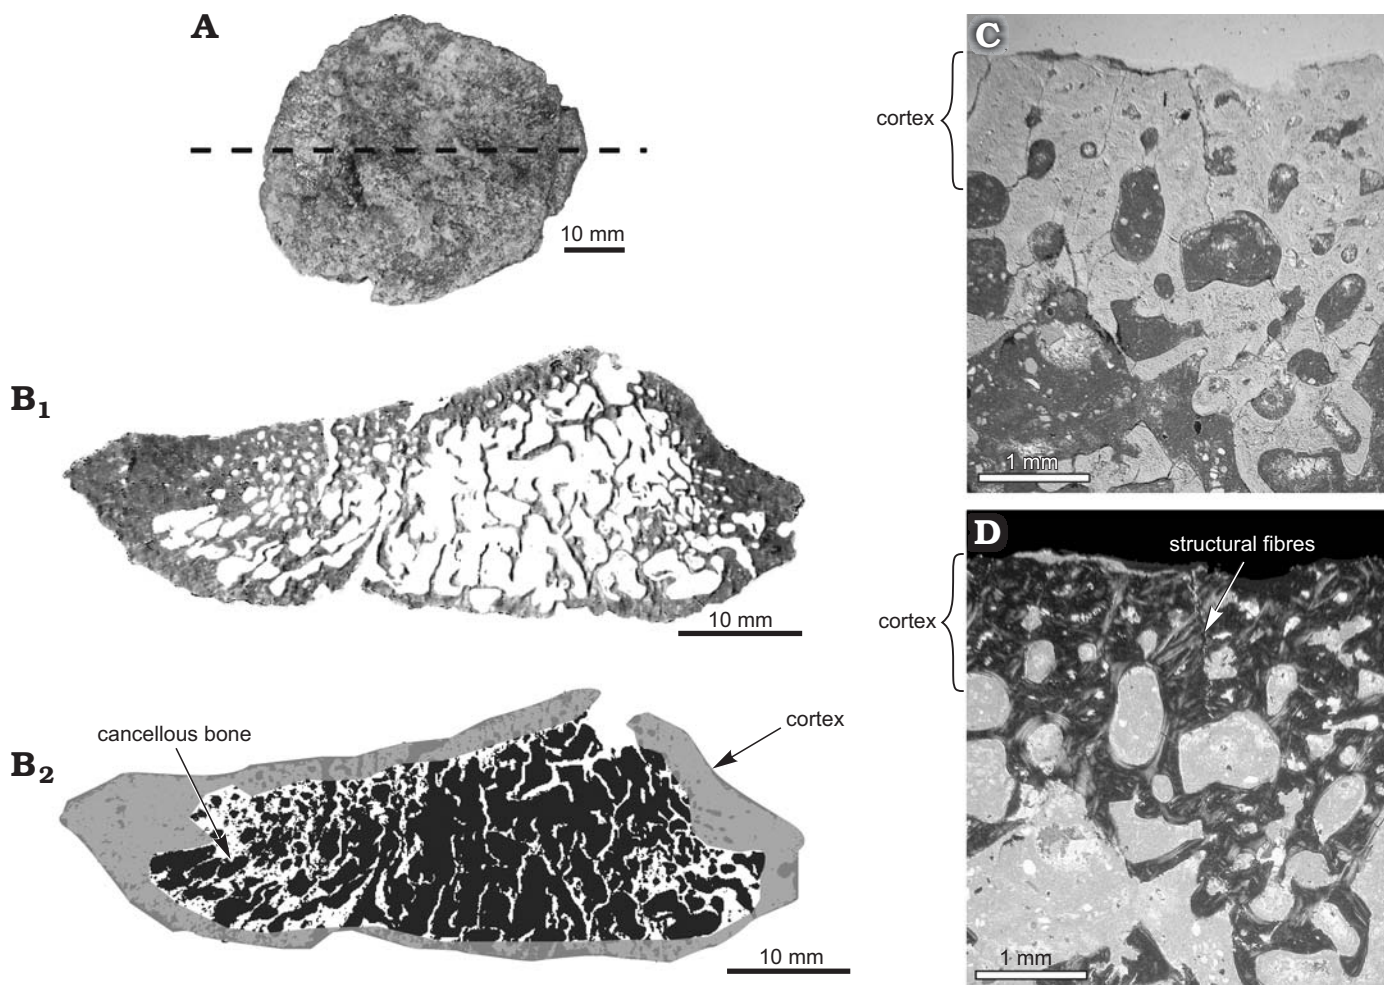 A
10 mm
B1
10 mm
B2
cancellous bone
cortex
10 mm
C
cortex
1 mm
D
structural fibres
cortex
1 mm